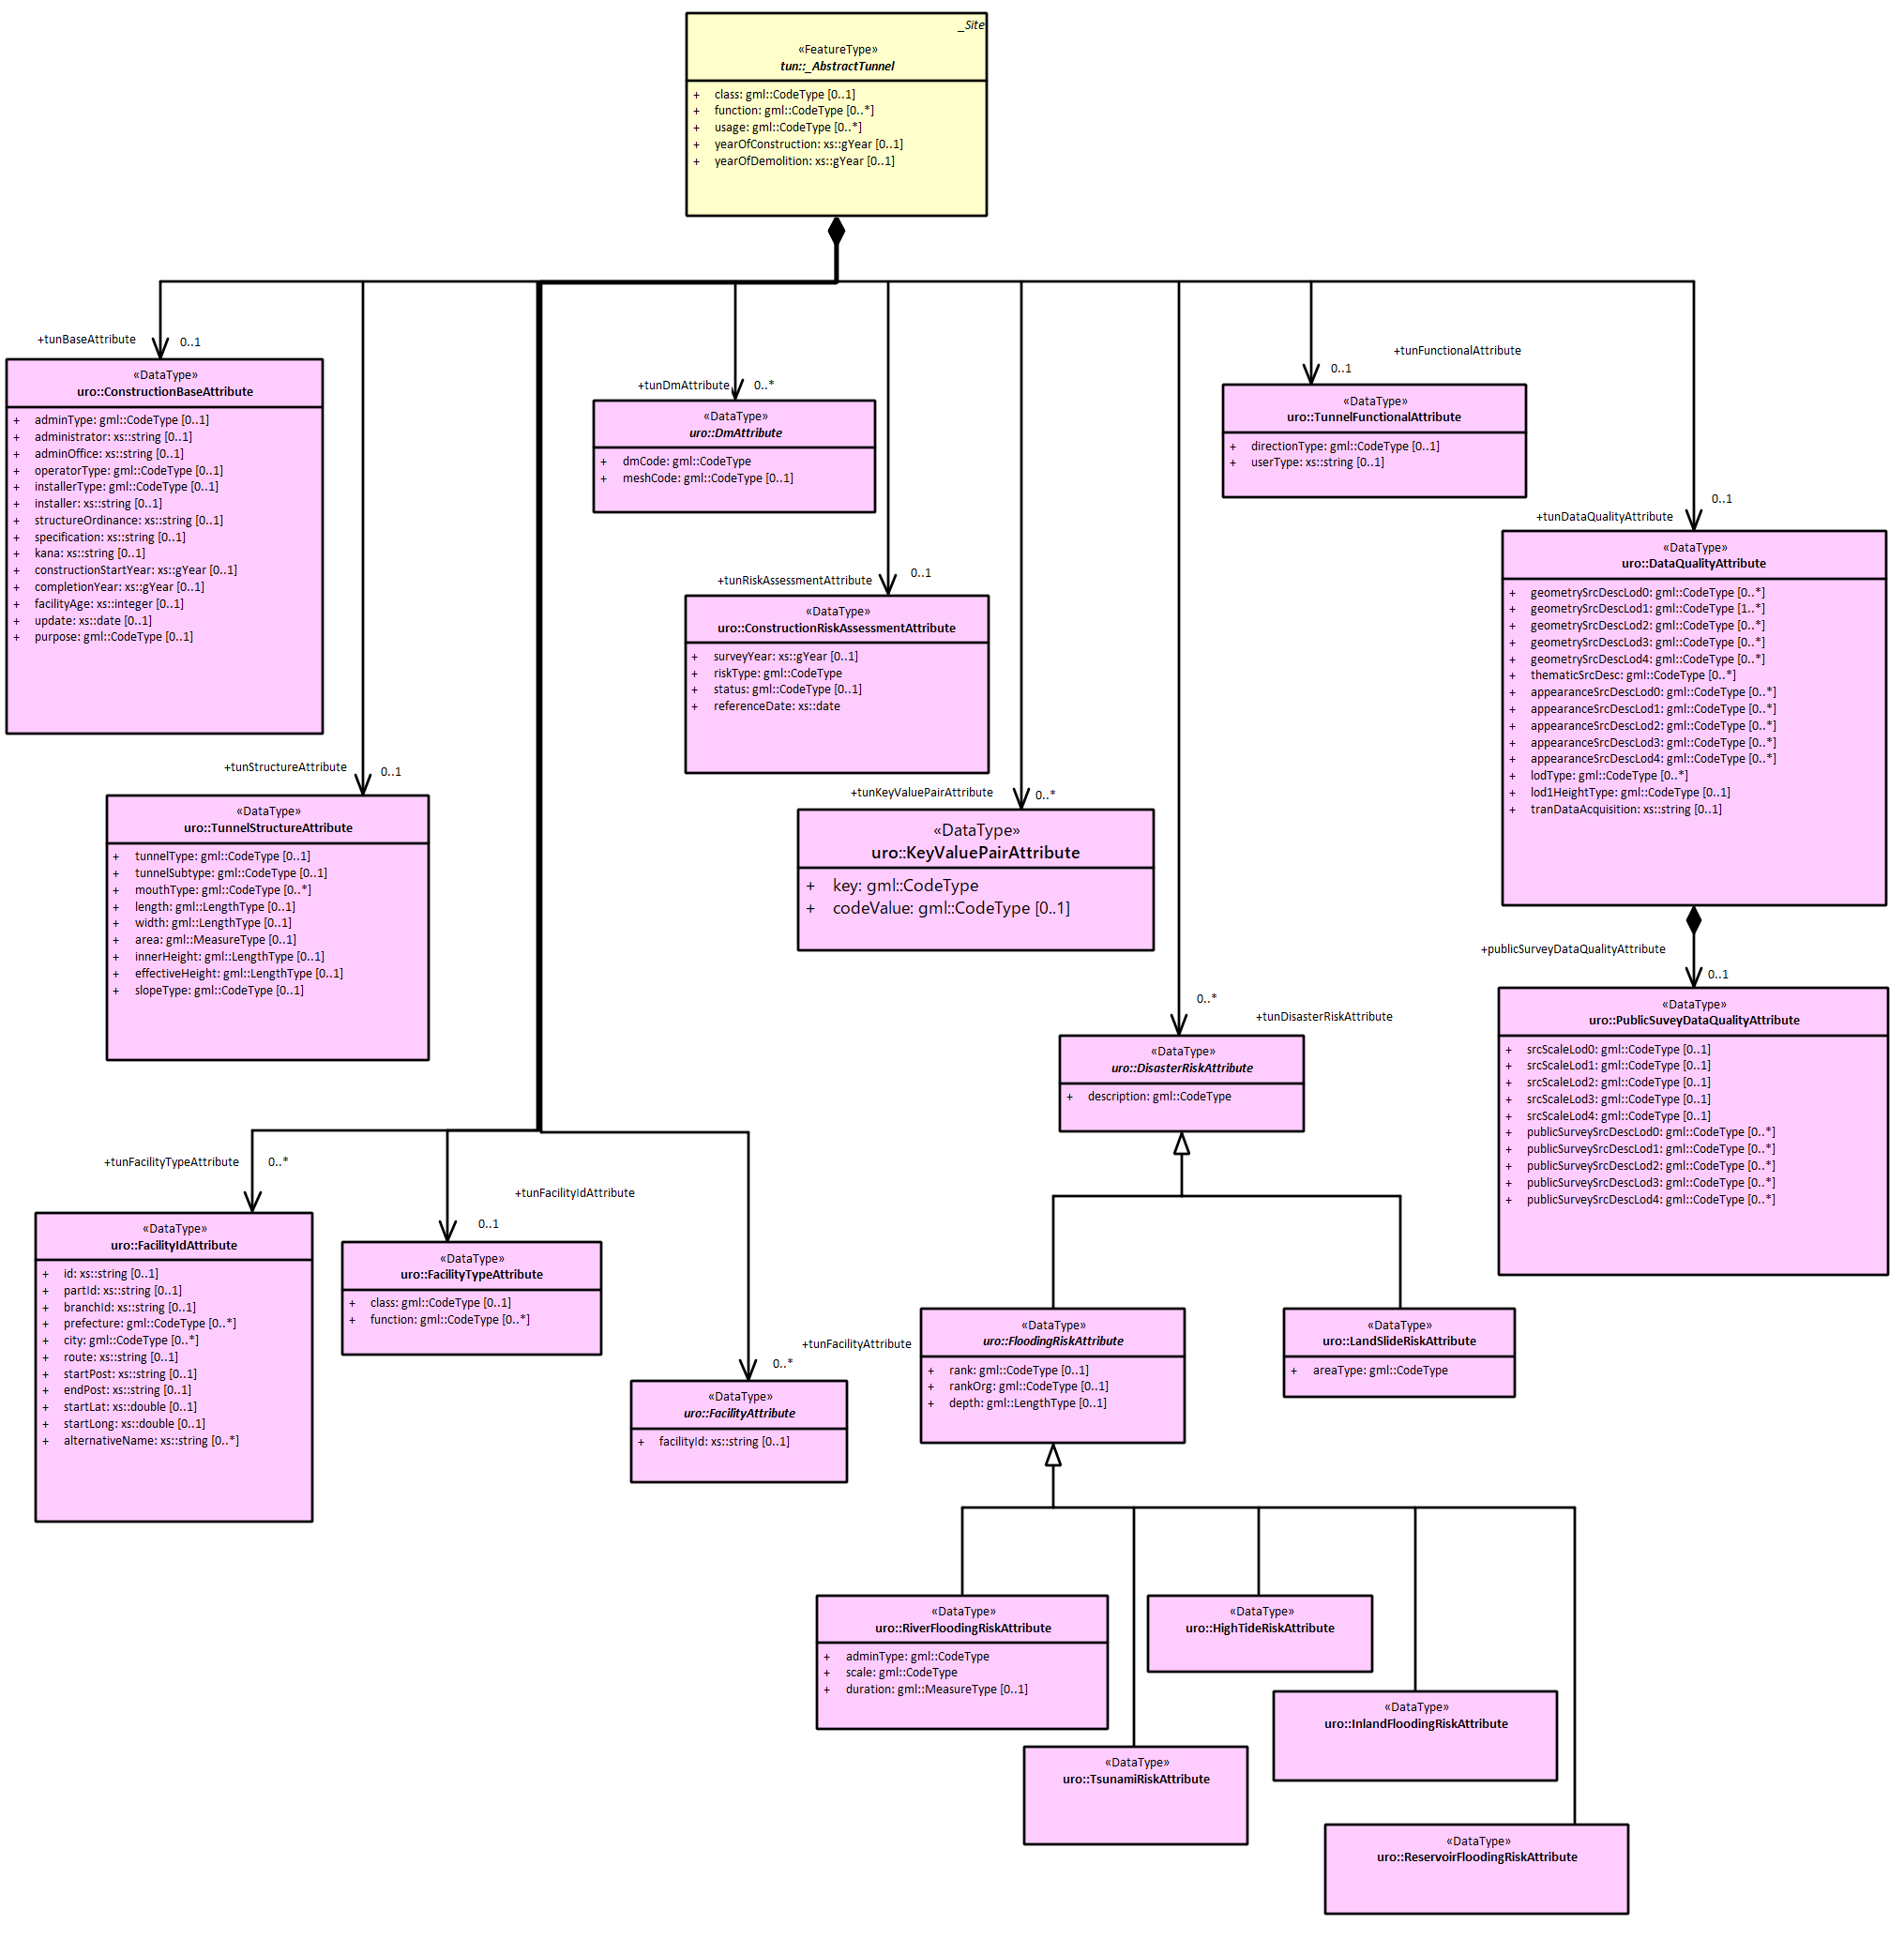 _Site
«FeatureType»
tun::_AbstractTunnel
+ class: gml::CodeType [0..1]
+ function: gml::CodeType [0..*]
+ usage: gml::CodeType [0..*]
+ yearOfConstruction: xs::gYear [0..1]
+ yearOfDemolition: xs::gYear [0..1]
+tunBaseAttribute
0..1
«DataType»
uro::ConstructionBaseAttribute
+ adminType: gml::CodeType [0..1]
+ administrator: xs::string [0..1]
+ adminOffice: xs::string [0..1]
+ operatorType: gml::CodeType [0..1]
+ installerType: gml::CodeType [0..1]
+ installer: xs::string [0..1]
+ structureOrdinance: xs::string [0..1]
+ specification: xs::string [0..1]
+ kana: xs::string [0..1]
+ constructionStartYear: xs::gYear [0..1]
+ completionYear: xs::gYear [0..1]
+ facilityAge: xs::integer [0..1]
+ update: xs::date [0..1]
+ purpose: gml::CodeType [0..1]
+tunDmAttribute
0..*
«DataType»
uro::DmAttribute
+ dmCode: gml::CodeType
+ meshCode: gml::CodeType [0..1]
+tunFunctionalAttribute
0..1
«DataType»
uro::TunnelFunctionalAttribute
+ directionType: gml::CodeType [0..1]
+ userType: xs::string [0..1]
+tunDataQualityAttribute
0..1
«DataType»
uro::DataQualityAttribute
+ geometrySrcDescLod0: gml::CodeType [0..*]
+ geometrySrcDescLod1: gml::CodeType [1..*]
+ geometrySrcDescLod2: gml::CodeType [0..*]
+ geometrySrcDescLod3: gml::CodeType [0..*]
+ geometrySrcDescLod4: gml::CodeType [0..*]
+ thematicSrcDesc: gml::CodeType [0..*]
+ appearanceSrcDescLod0: gml::CodeType [0..*]
+ appearanceSrcDescLod1: gml::CodeType [0..*]
+ appearanceSrcDescLod2: gml::CodeType [0..*]
+ appearanceSrcDescLod3: gml::CodeType [0..*]
+ appearanceSrcDescLod4: gml::CodeType [0..*]
+ lodType: gml::CodeType [0..*]
+ lod1HeightType: gml::CodeType [0..1]
+ tranDataAcquisition: xs::string [0..1]
+tunRiskAssessmentAttribute
0..1
«DataType»
uro::ConstructionRiskAssessmentAttribute
+ surveyYear: xs::gYear [0..1]
+ riskType: gml::CodeType
+ status: gml::CodeType [0..1]
+ referenceDate: xs::date
+tunStructureAttribute
0..1
«DataType»
uro::TunnelStructureAttribute
+ tunnelType: gml::CodeType [0..1]
+ tunnelSubtype: gml::CodeType [0..1]
+ mouthType: gml::CodeType [0..*]
+ length: gml::LengthType [0..1]
+ width: gml::LengthType [0..1]
+ area: gml::MeasureType [0..1]
+ innerHeight: gml::LengthType [0..1]
+ effectiveHeight: gml::LengthType [0..1]
+ slopeType: gml::CodeType [0..1]
+tunKeyValuePairAttribute
0..*
«DataType»
uro::KeyValuePairAttribute
+ key: gml::CodeType
+ codeValue: gml::CodeType [0..1]
+publicSurveyDataQualityAttribute
0..1
«DataType»
uro::PublicSuveyDataQualityAttribute
+ srcScaleLod0: gml::CodeType [0..1]
+ srcScaleLod1: gml::CodeType [0..1]
+ srcScaleLod2: gml::CodeType [0..1]
+ srcScaleLod3: gml::CodeType [0..1]
+ srcScaleLod4: gml::CodeType [0..1]
+ publicSurveySrcDescLod0: gml::CodeType [0..*]
+ publicSurveySrcDescLod1: gml::CodeType [0..*]
+ publicSurveySrcDescLod2: gml::CodeType [0..*]
+ publicSurveySrcDescLod3: gml::CodeType [0..*]
+ publicSurveySrcDescLod4: gml::CodeType [0..*]
0..*
+tunDisasterRiskAttribute
«DataType»
uro::DisasterRiskAttribute
+ description: gml::CodeType
+tunFacilityTypeAttribute
0..*
«DataType»
uro::FacilityIdAttribute
+ id: xs::string [0..1]
+ partId: xs::string [0..1]
+ branchId: xs::string [0..1]
+ prefecture: gml::CodeType [0..*]
+ city: gml::CodeType [0..*]
+ route: xs::string [0..1]
+ startPost: xs::string [0..1]
+ endPost: xs::string [0..1]
+ startLat: xs::double [0..1]
+ startLong: xs::double [0..1]
+ alternativeName: xs::string [0..*]
+tunFacilityIdAttribute
0..1
«DataType»
uro::FacilityTypeAttribute
+ class: gml::CodeType [0..1]
+ function: gml::CodeType [0..*]
+tunFacilityAttribute
0..*
«DataType»
uro::FacilityAttribute
+ facilityId: xs::string [0..1]
«DataType»
uro::FloodingRiskAttribute
+ rank: gml::CodeType [0..1]
+ rankOrg: gml::CodeType [0..1]
+ depth: gml::LengthType [0..1]
«DataType»
uro::LandSlideRiskAttribute
+ areaType: gml::CodeType
«DataType»
uro::RiverFloodingRiskAttribute
+ adminType: gml::CodeType
+ scale: gml::CodeType
+ duration: gml::MeasureType [0..1]
«DataType»
uro::HighTideRiskAttribute
«DataType»
uro::InlandFloodingRiskAttribute
«DataType»
uro::TsunamiRiskAttribute
«DataType»
uro::ReservoirFloodingRiskAttribute